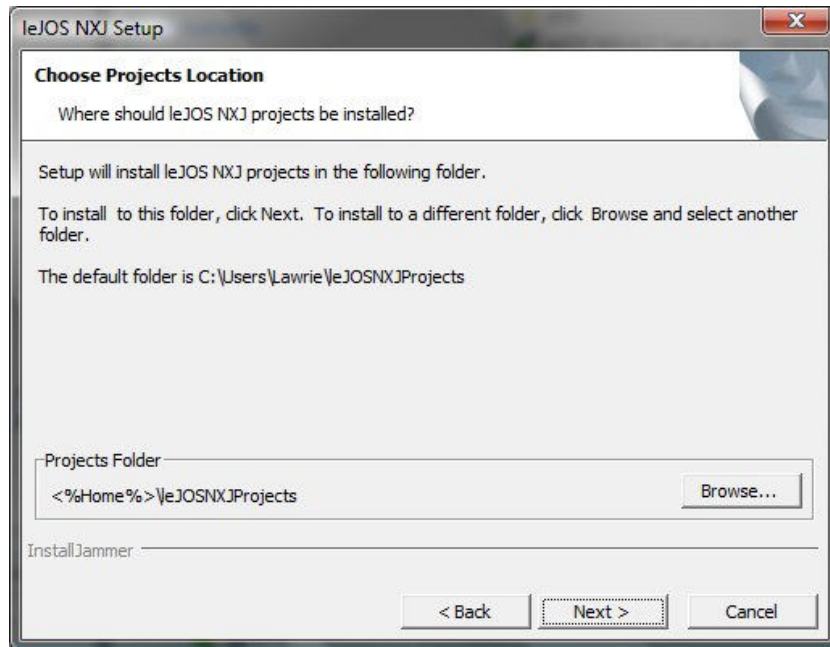 leJOS NXJ Setup
Choose Projects Location
Where should leJOS NXJ projects be installed?
Setup will install leJOS NXJ projects in the following folder.
To install  to this folder, click Next.  To install to a different folder, click  Browse and select another
folder.
The default folder is C:\Users\Lawrie\leJOSNXJProjects
Projects Folder
<%Home%>\leJOSNXJProjects
Browse...
InstallJammer
< Back
Next >
Cancel